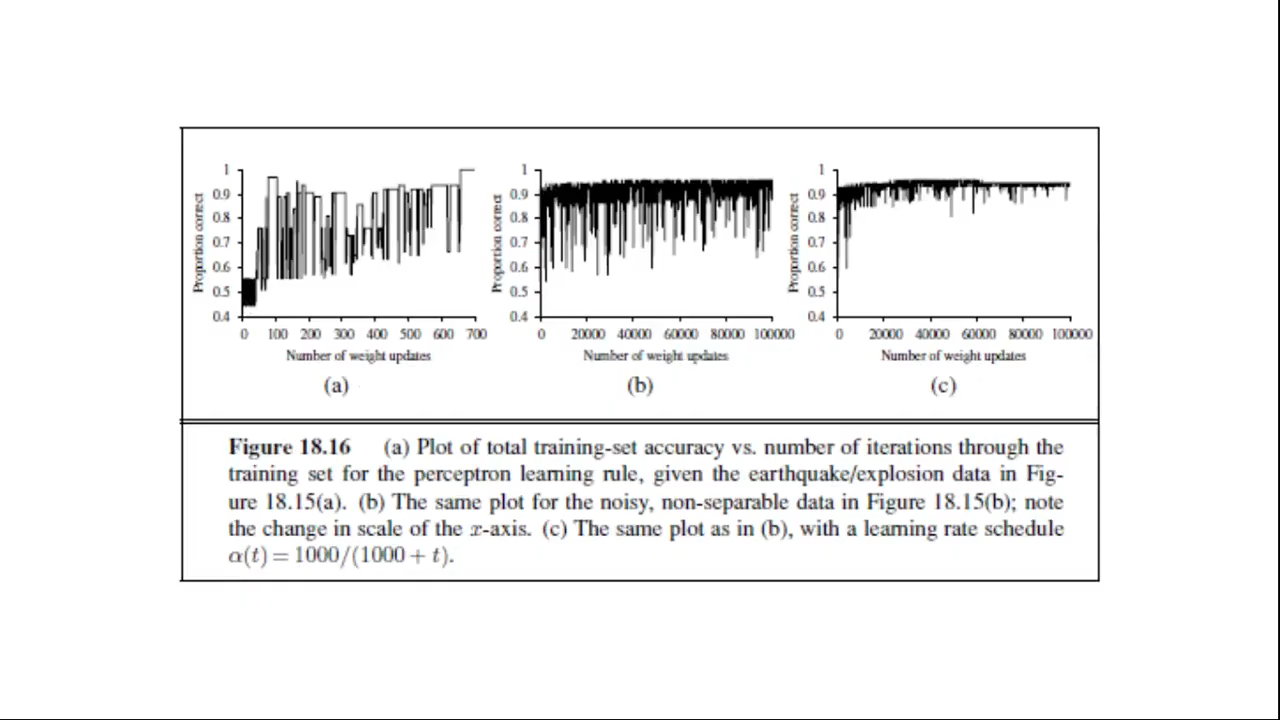 1
0.9
0.8
0.7
0.6
0.5
0.4
Proportion correct
0 100 200 300 400 500 600 700
Number of weight updates
(a)
1
0.9
0.8
0.7
0.6
0.5
0.4
Proportion correct
0 20000 40000 60000 80000 100000
Number of weight updates
(b)
1
0.9
0.8
0.7
0.6
0.5
0.4
Proportion correct
0 20000 40000 60000 80000 100000
Number of weight updates
(c)
Figure 18.16 (a) Plot of total training-set accuracy vs. number of iterations through the
training set for the perceptron learning rule, given the earthquake/explosion data in Fig-
ure 18.15(a). (b) The same plot for the noisy, non-separable data in Figure 18.15(b); note
the change in scale of the x-axis. (c) The same plot as in (b), with a learning rate schedule
α(t) = 1000/(1000 + t).